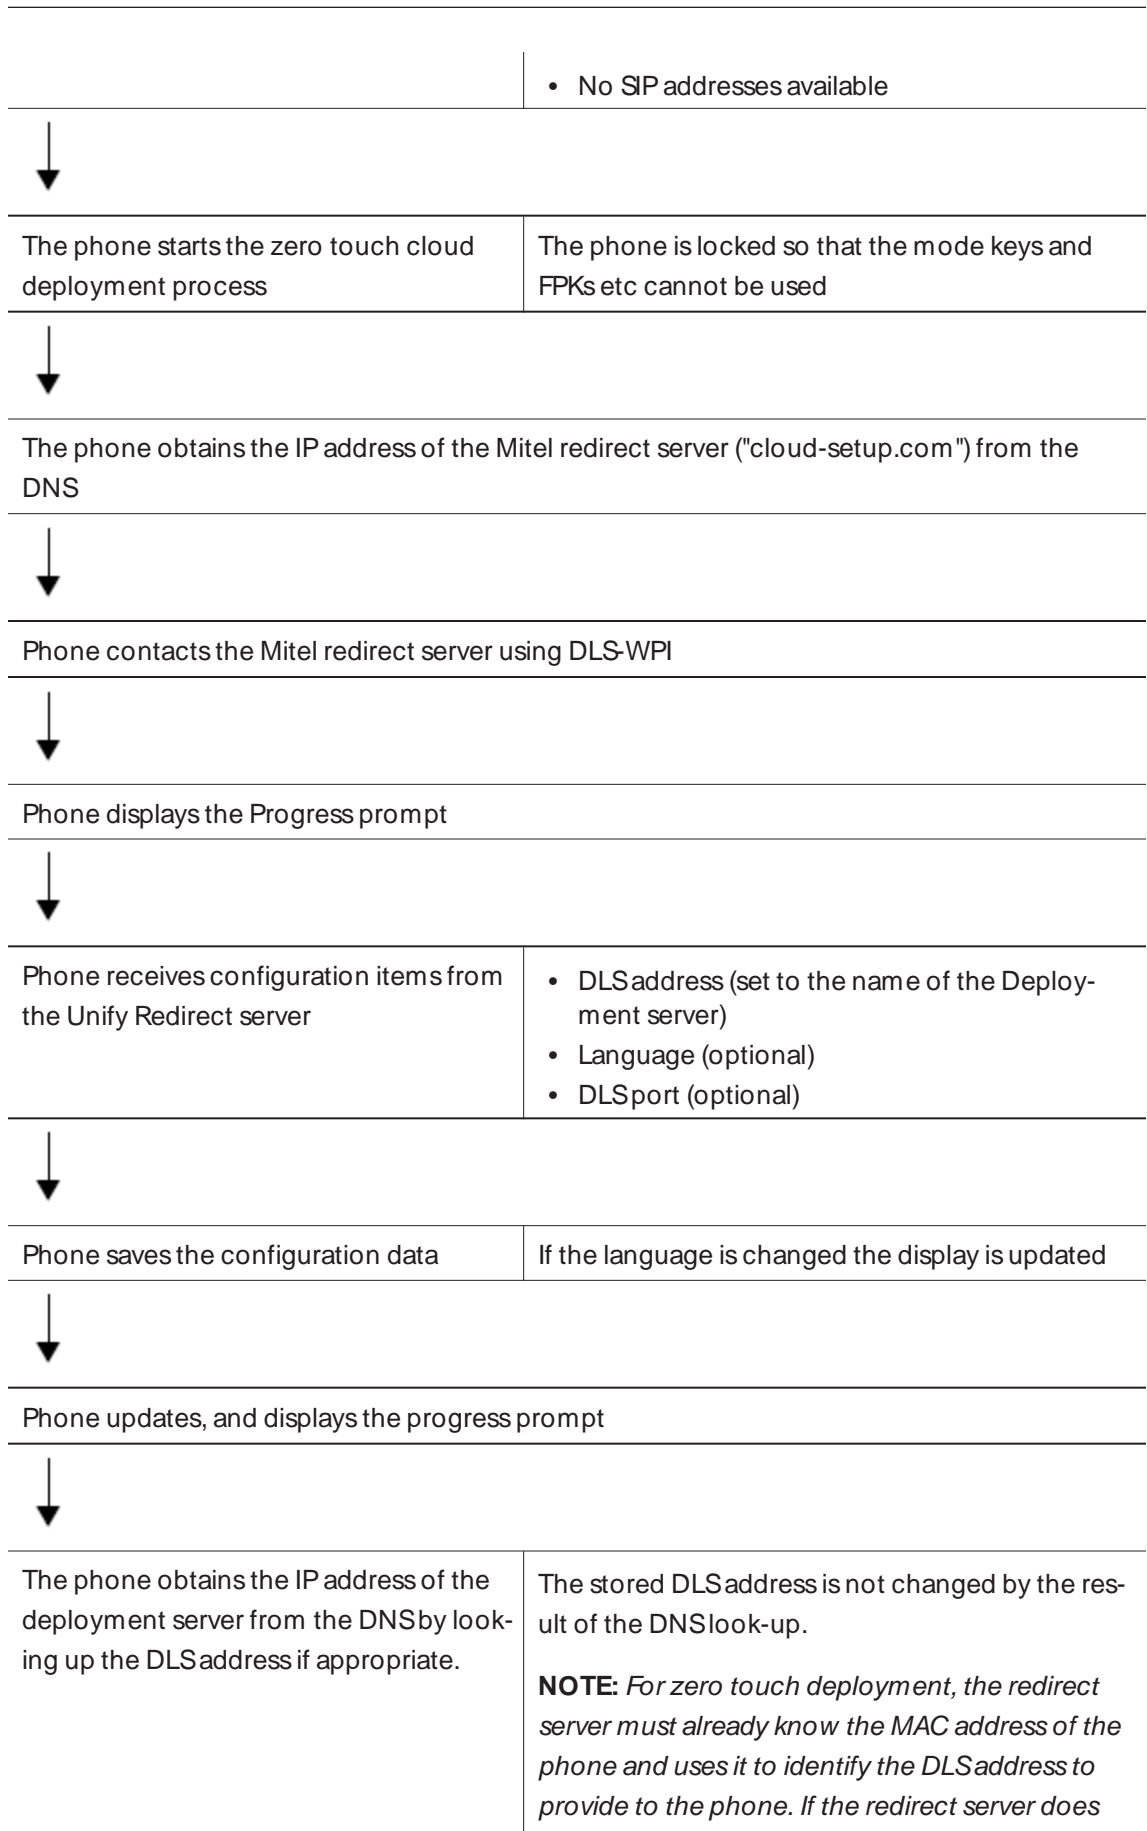 • No SIP addresses available
The phone starts the zero touch cloud
deployment process
The phone is locked so that the mode keys and
FPKs etc cannot be used
The phone obtains the IP address of the Mitel redirect server ("cloud-setup.com") from the
DNS
Phone contacts the Mitel redirect server using DLS-WPI
Phone displays the Progress prompt
Phone receives configuration items from
the Unify Redirect server
• DLS address (set to the name of the Deploy-
ment server)
• Language (optional)
• DLS port (optional)
Phone saves the configuration data
If the language is changed the display is updated
Phone updates, and displays the progress prompt
The phone obtains the IP address of the
deployment server from the DNS by look-
ing up the DLS address if appropriate.
The stored DLS address is not changed by the res-
ult of the DNS look-up.
NOTE: For zero touch deployment, the redirect
server must already know the MAC address of the
phone and uses it to identify the DLS address to
provide to the phone. If the redirect server does